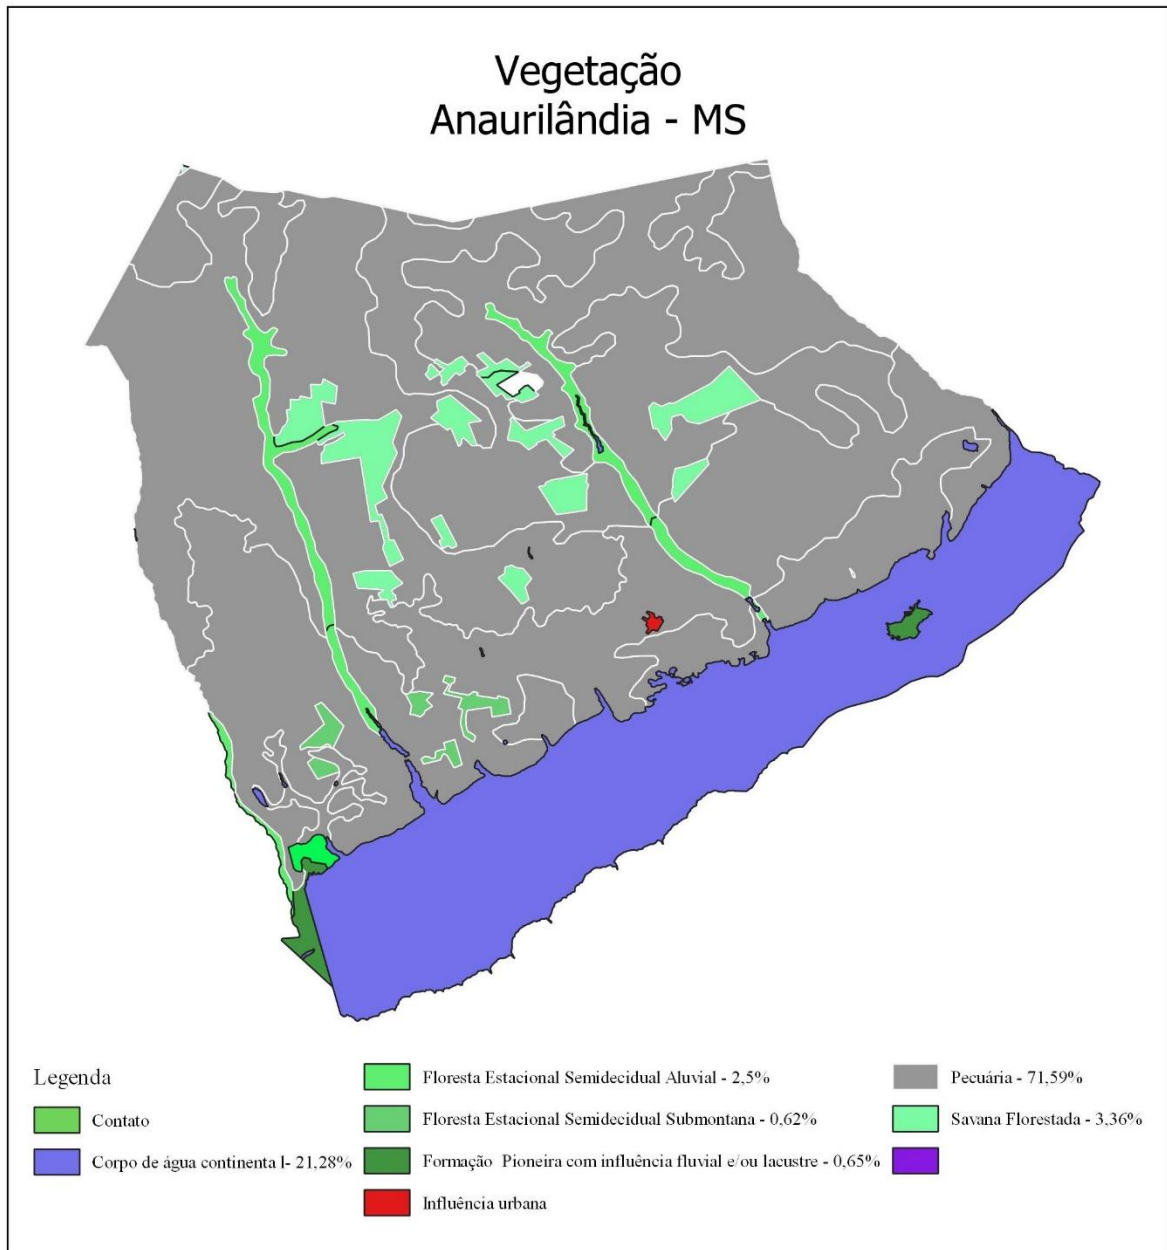 Vegetação
Anaurilândia - MS
Legenda
Contato
Corpo de água continenta l- 21,28%
Floresta Estacional Semidecidual Aluvial - 2,5%
Floresta Estacional Semidecidual Submontana - 0,62%
Formação Pioneira com influência fluvial e/ou lacustre - 0,65%
Influência urbana
Pecuária - 71,59%
Savana Florestada - 3,36%